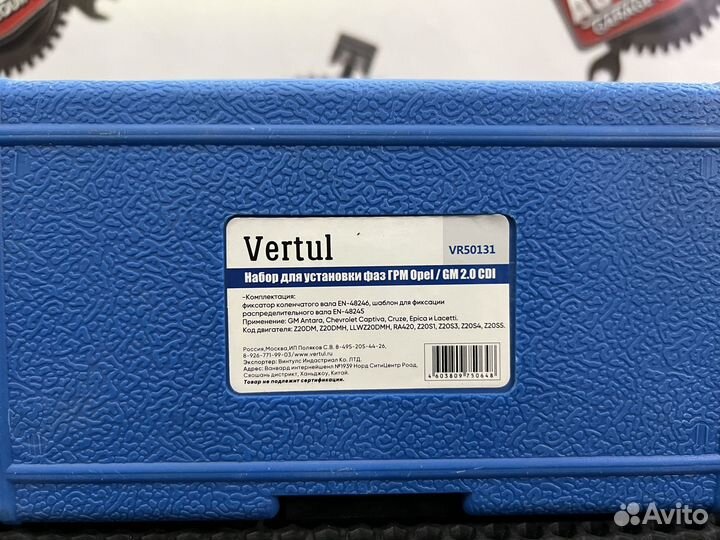 Vertul
VR50131
Набор для установки фаз ГРМ Opel / GM 2.0 CDI
-Комплектация:
фиксатор коленчатого вала EN-48246, шаблон для фиксации
распределительного вала EN-48245
Применение: GM Antara, Chevrolet Captiva, Cruze, Epica и Lacetti.
Код двигателя: Z20DM, Z20DMH, LLWZ20DMH, RA420, Z20S1, Z20S3, Z20S4, Z20S5.
Россия,Москва,ИП Поляков С.В. 8-495-205-44-26,
8-926-771-99-03/www.vertul.ru
Экспортер: Винтулс Индастриал Ко. ЛТД.
Адрес: Ванвард интернейшенл №1939 Норд СитиЦентр Роад,
Свошань дистрикт, Ханьджоу, Китай.
Товар не подлежит сертификации.
4 603809 750648
Avito